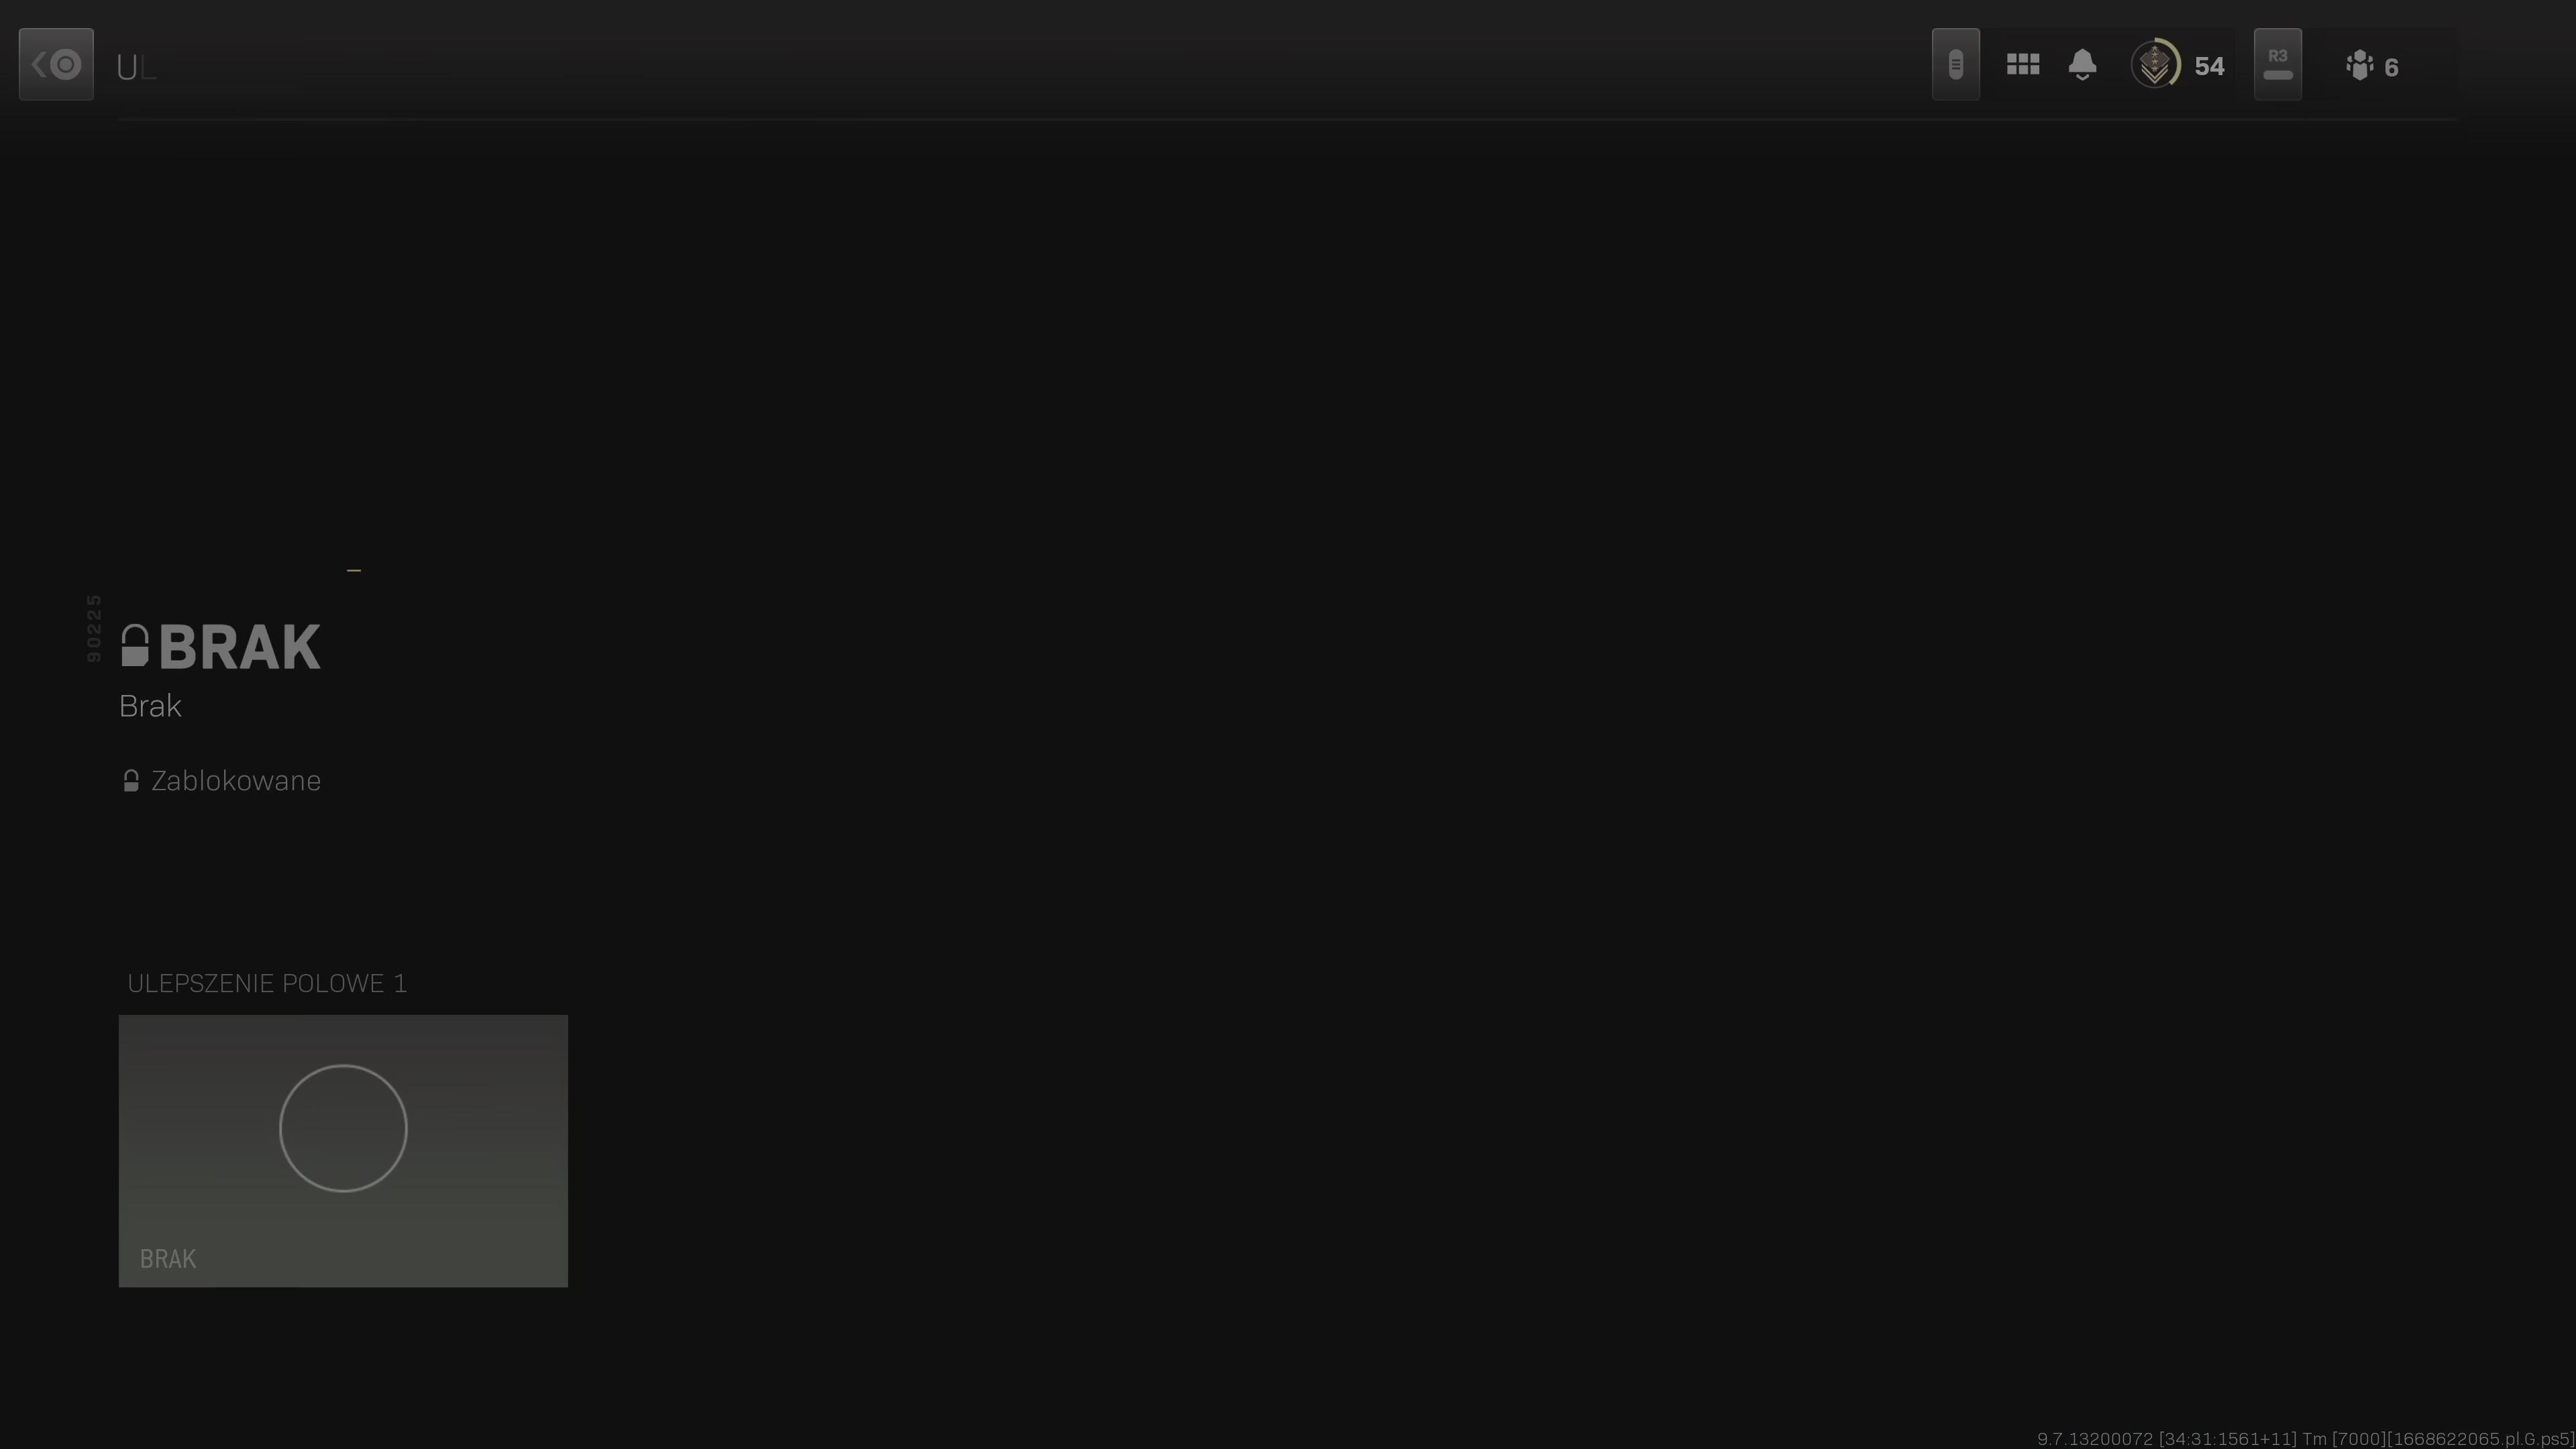 UL
54
R3
6
90225
BRAK
Brak
Zablokowane
ULEPSZENIE POLOWE 1
BRAK
9.7.13200072 [34:31:1561+11] Tm [7000][1668622065.pl.G.ps5]